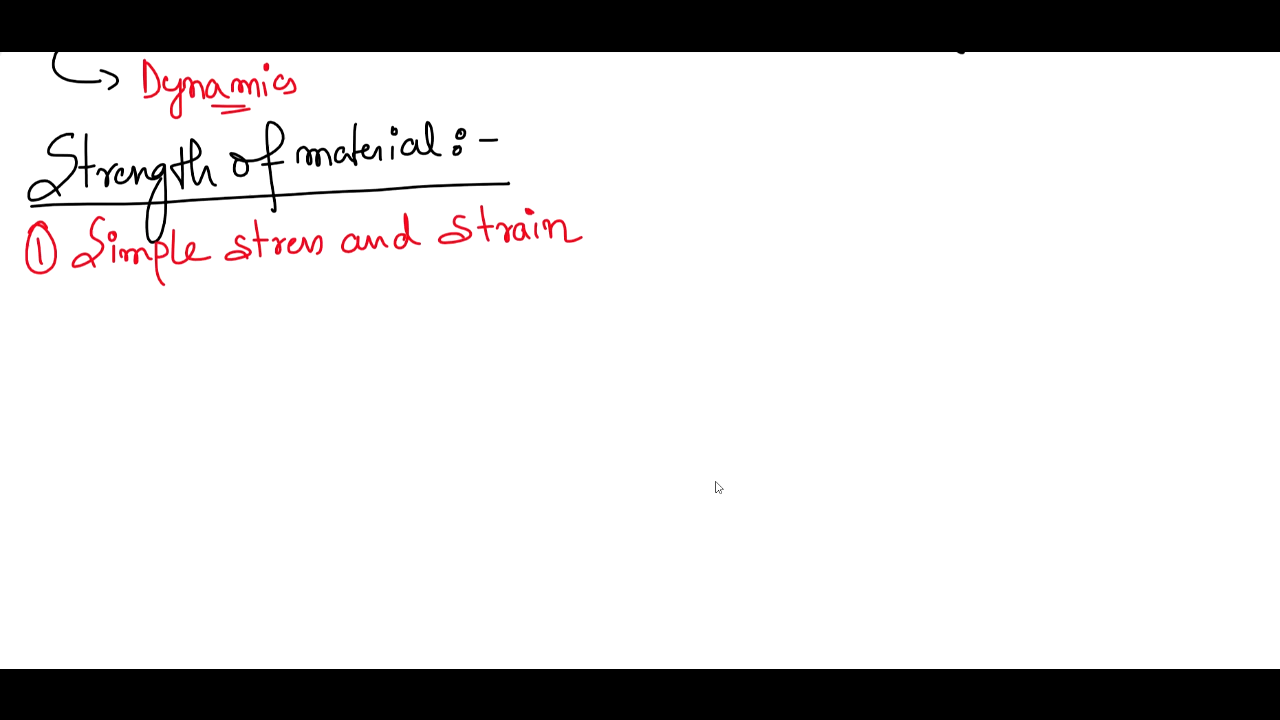 Dynamics
Strength of material :-
① Simple stress and strain